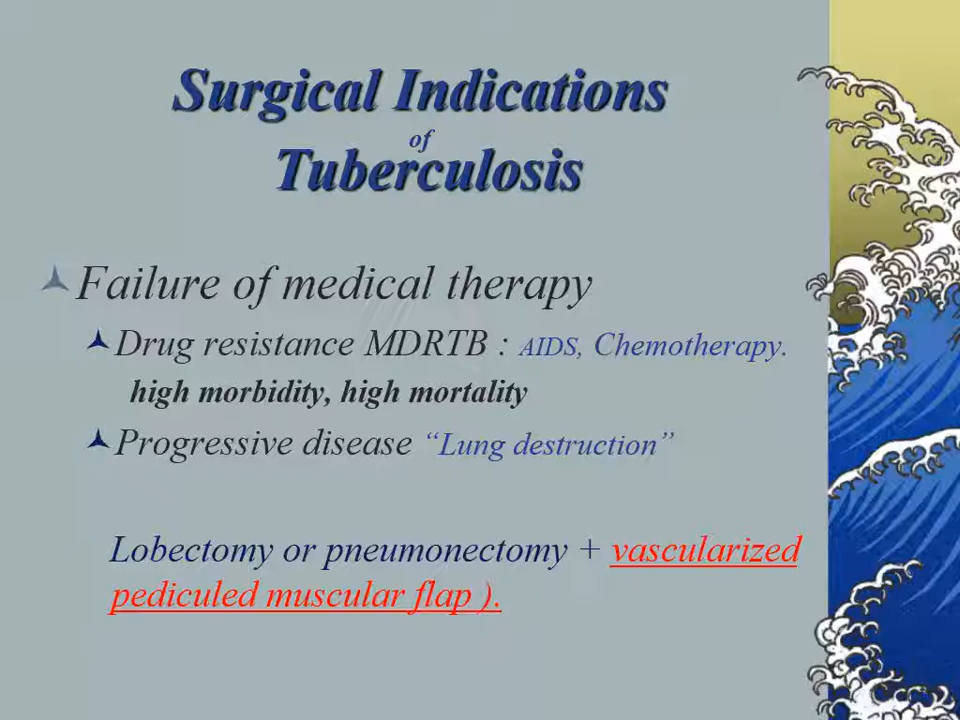 Surgical Indications
of
Tuberculosis
Failure of medical therapy
Drug resistance MDRTB : AIDS, Chemotherapy.
high morbidity, high mortality
Progressive disease “Lung destruction”
Lobectomy or pneumonectomy + vascularized
pediculed muscular flap ).